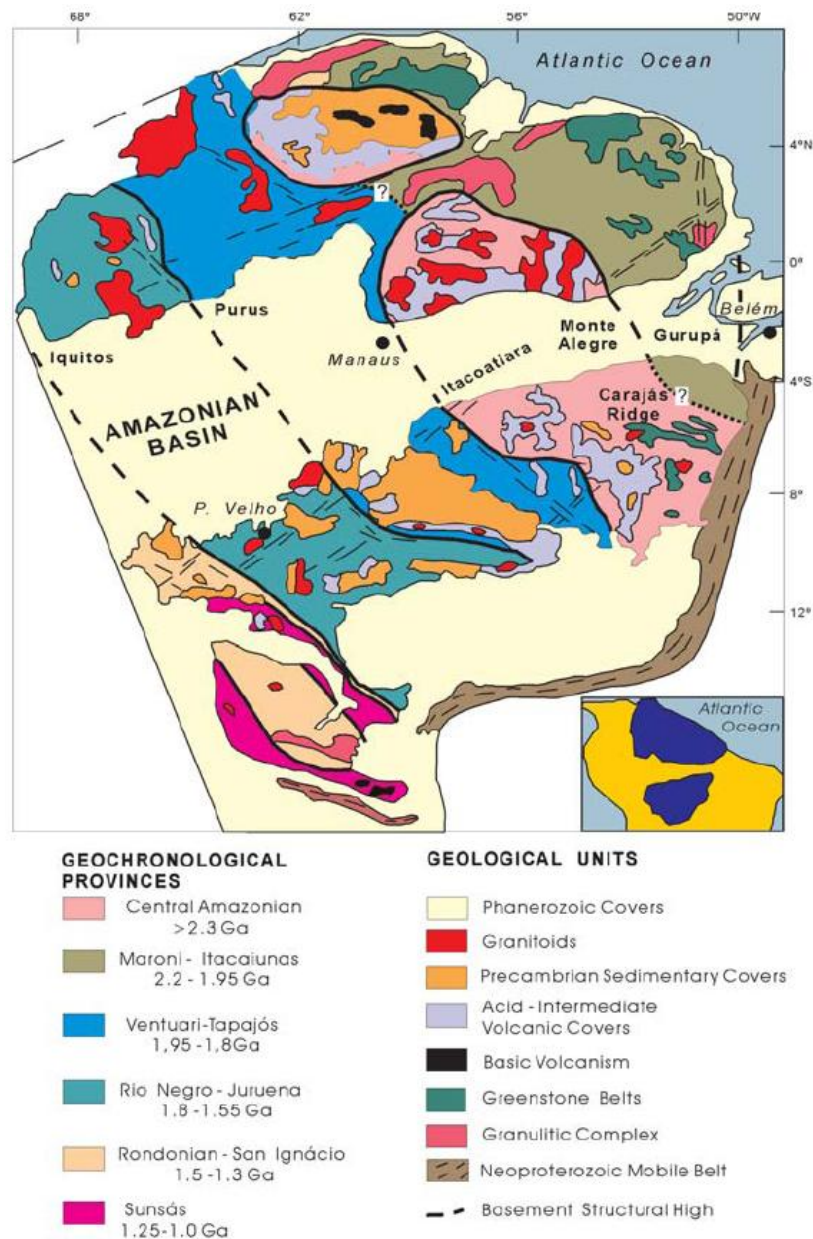 68°
62°
56°
50°W
Atlantic Ocean
4°N
?
0°
Belém
Purus
Monte
Alegre
Gurupá
Iquitos
Manaus
Itacoatiara
4°S
Carajás
Ridge
?
AMAZONIAN
BASIN
P. Velho
8°
12°
Atlantic
Ocean
GEOCHRONOLOGICAL
PROVINCES
Central Amazonian
>2.3 Ga
Maroni - Itacaiunas
2.2 - 1.95 Ga
Ventuari-Tapajós
1,95 -1,8Ga
Rio Negro - Juruena
1.8 - 1.55 Ga
Rondonian - San Ignácio
1.5 - 1.3 Ga
Sunsás
1.25-1.0 Ga
GEOLOGICAL UNITS
Phanerozoic Covers
Granitoids
Precambrian Sedimentary Covers
Acid - Intermediate
Volcanic Covers
Basic Volcanism
Greenstone Belts
Granulitic Complex
Neoproterozoic Mobile Belt
Basement Structural High